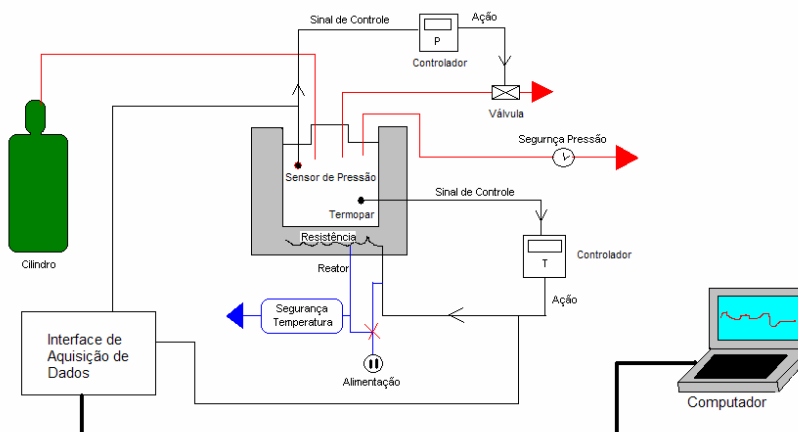 Sinal de Controle
Ação
P
Controlador
Válvula
Segurnça Pressão
Sensor de Pressão
Sinal de Controle
Termopar
Resistência
Controlador
T
Cilindro
Reator
Ação
Segurança
Temperatura
Interface de
Aquisição de
Dados
Alimentação
Computador